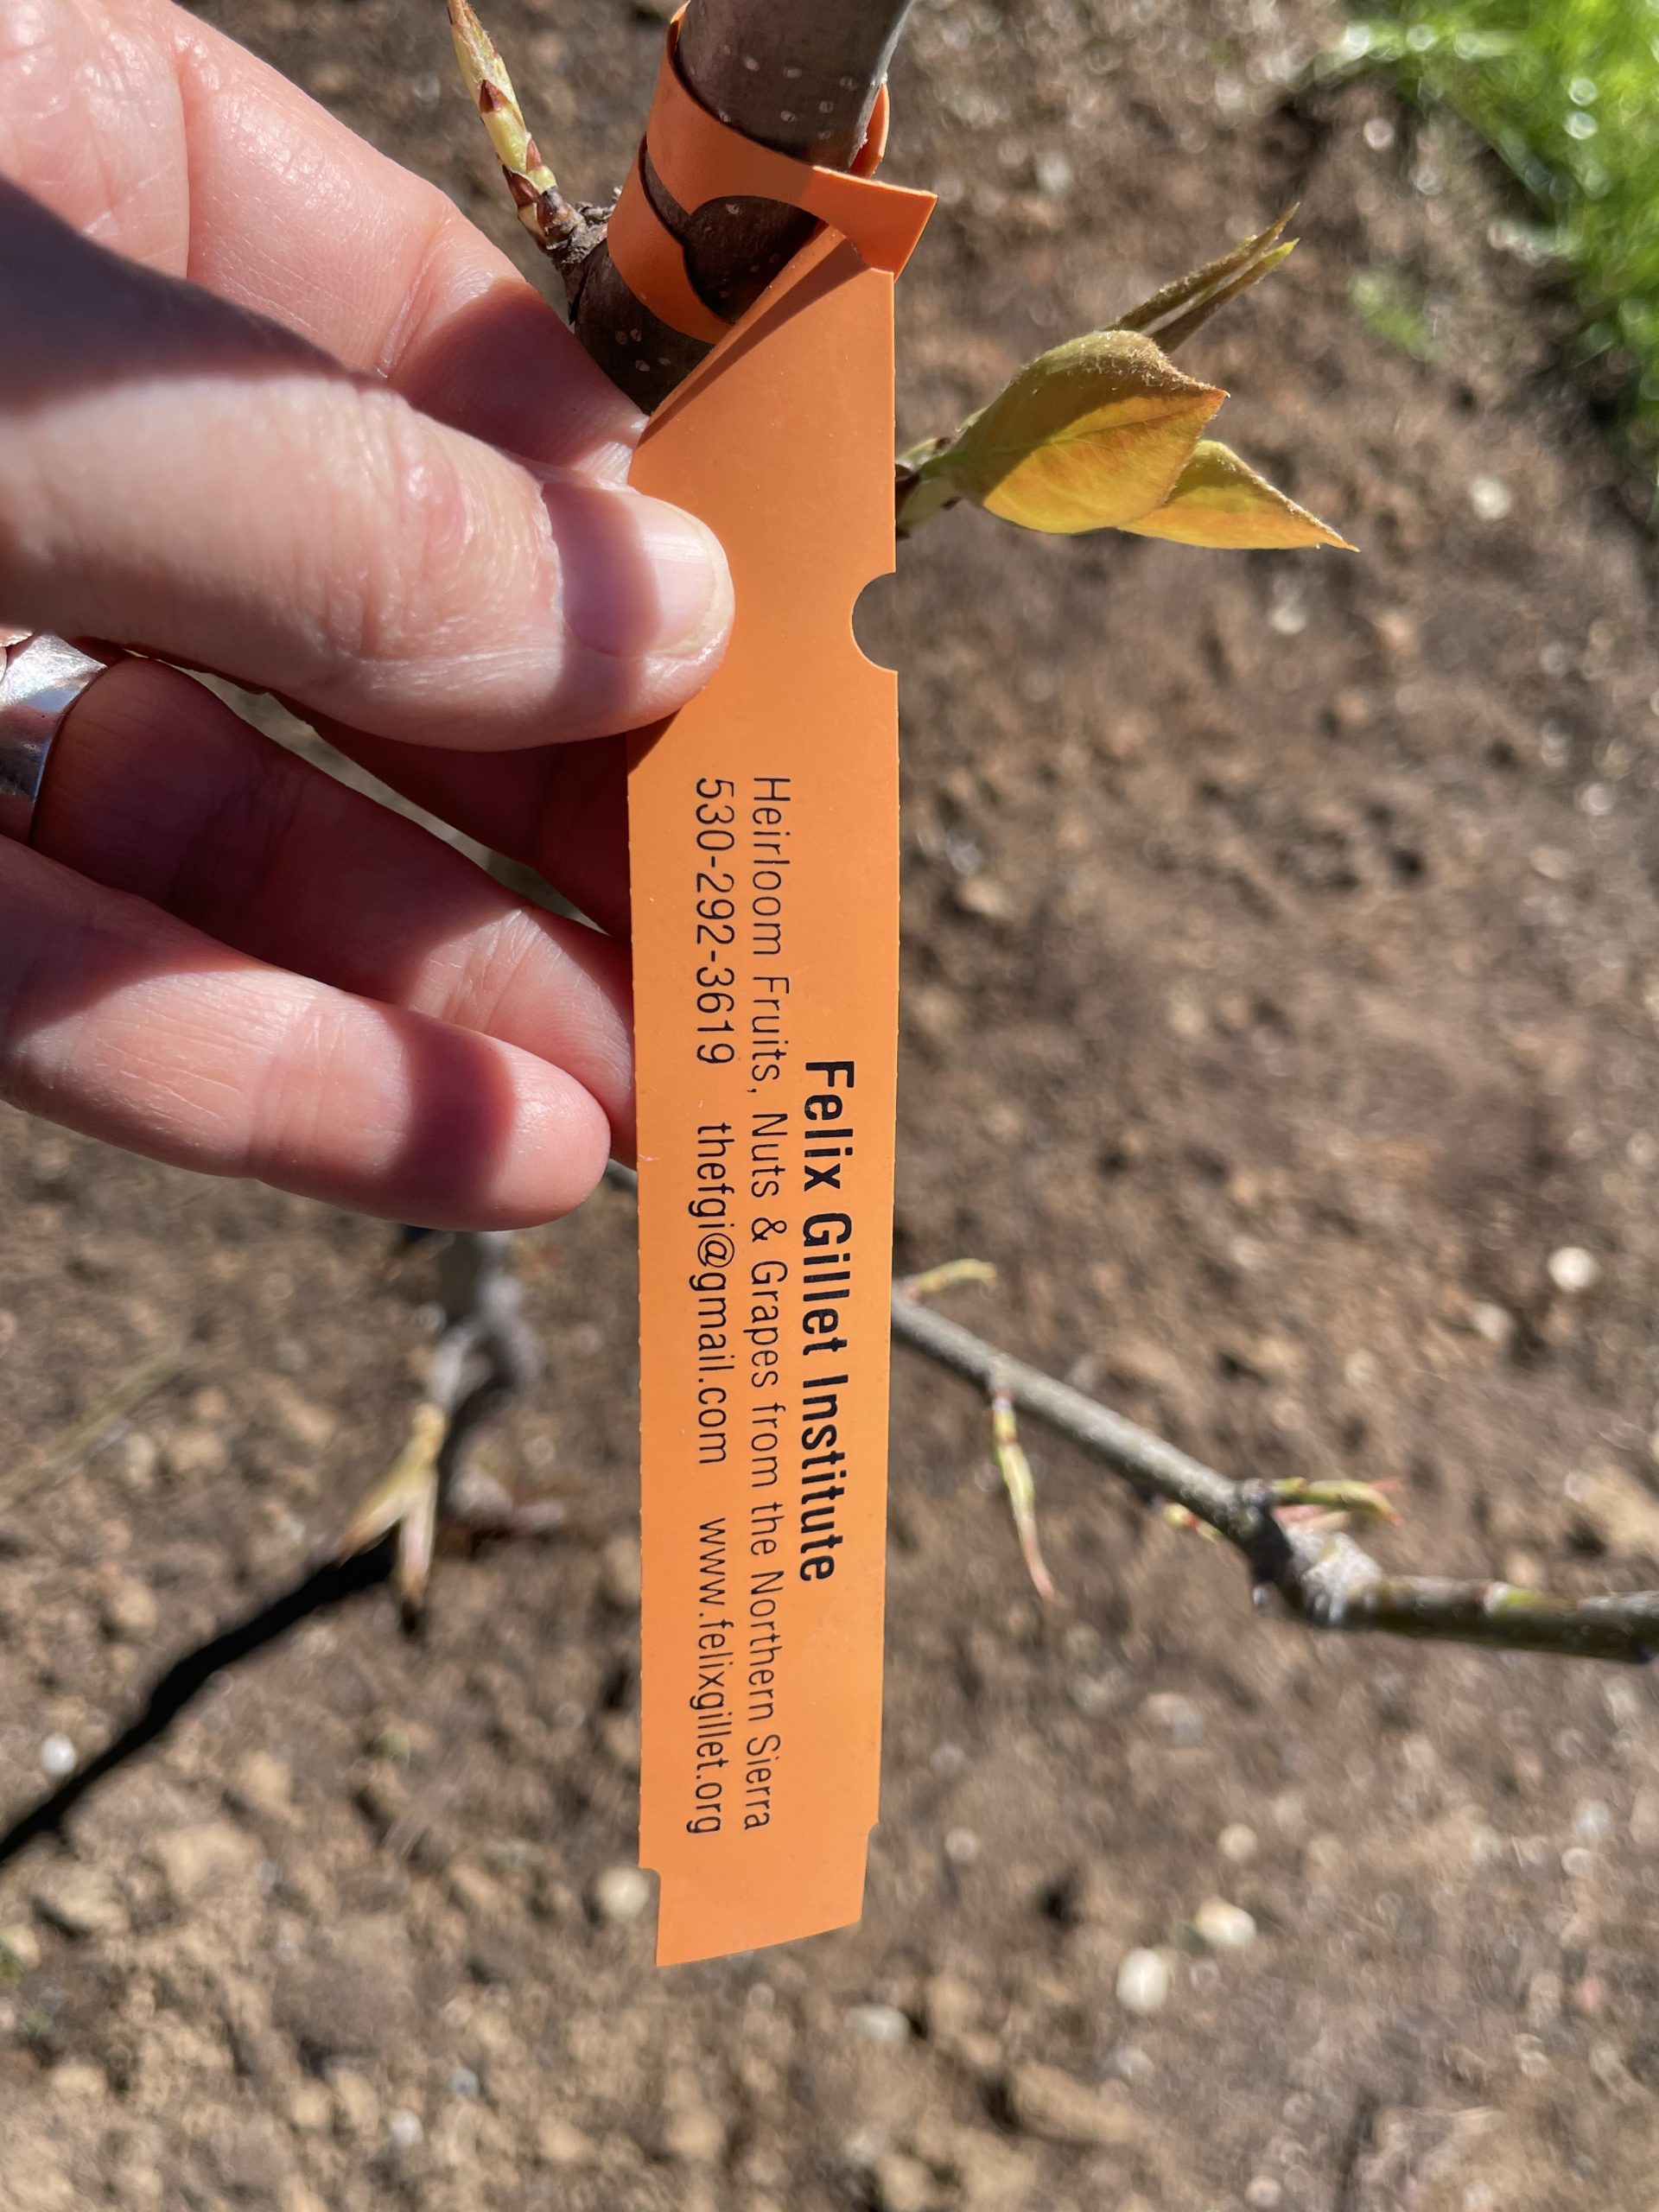 Felix Gillet Institute
Heirloom Fruits, Nuts & Grapes from the Northern Sierra
530-292-3619 thefgi@gmail.com www.felixgillet.org